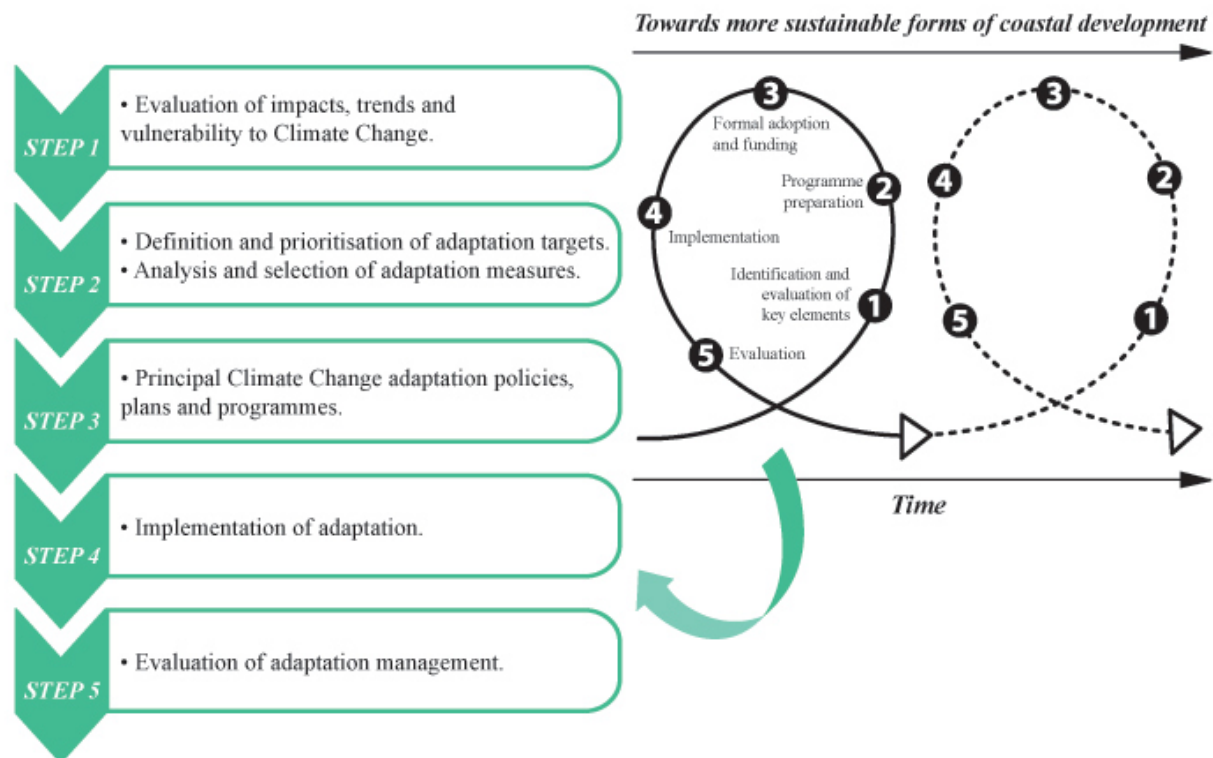 STEP 1
• Evaluation of impacts, trends and
vulnerability to Climate Change.
STEP 2
• Definition and prioritisation of adaptation targets.
• Analysis and selection of adaptation measures.
STEP 3
• Principal Climate Change adaptation policies,
plans and programmes.
STEP 4
• Implementation of adaptation.
STEP 5
• Evaluation of adaptation management.
Towards more sustainable forms of coastal development
3
Formal adoption
and funding
2
Programme
preparation
4
Implementation
1
Identification and
evaluation of
key elements
5
Evaluation
3
4
2
5
1
Time